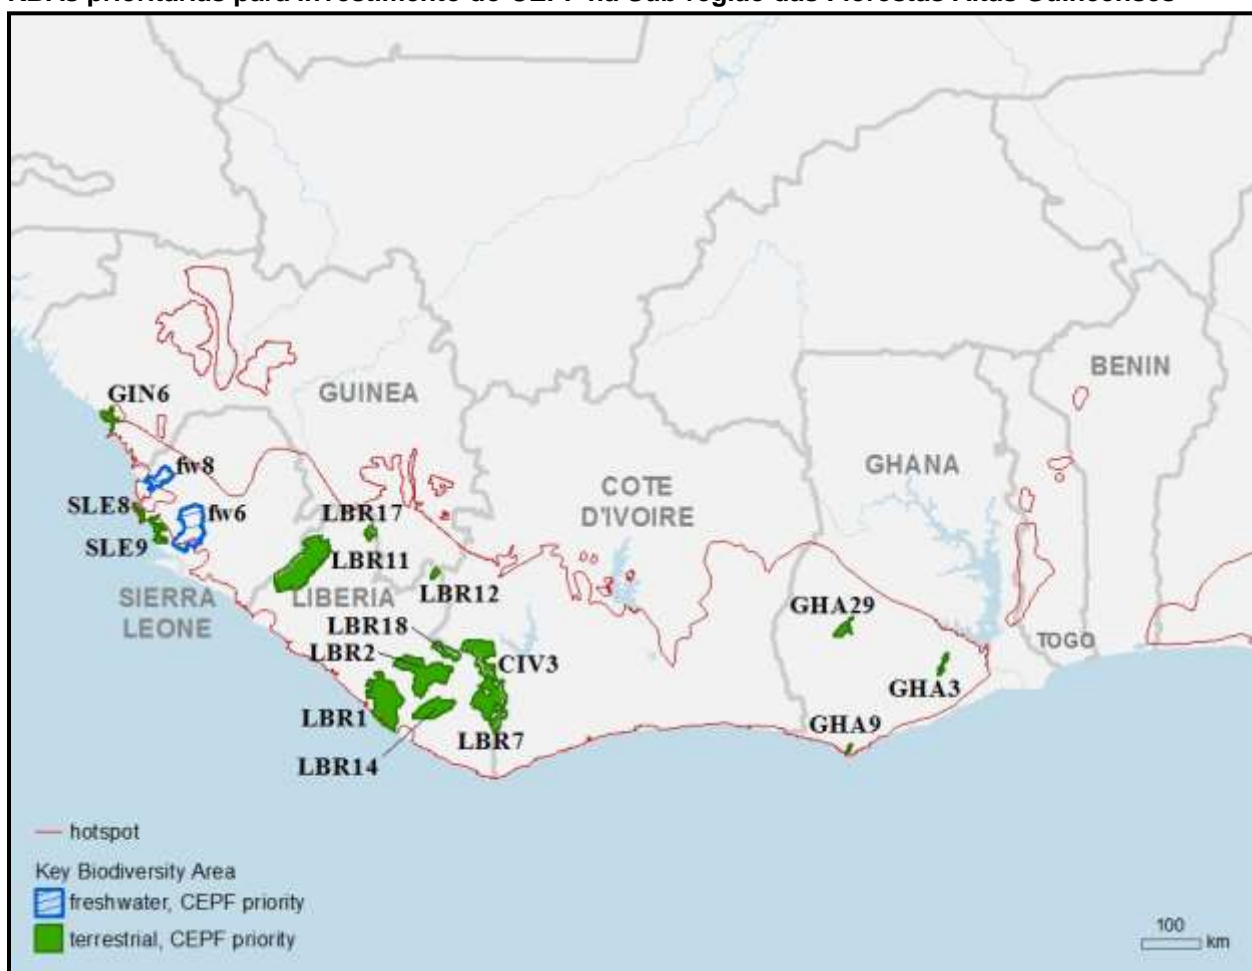 KBAs prioritárias para investimento do CEPF na Sub-região das Florestas Altas Guineenses
BENIN
GUINEA
GIN6
GHANA
fw8
COTE
D'IVOIRE
SLE8
fw6
LBR17
SLE9
LBR11
LBR12
SIERRA
LEONE
LIBERIA
GHA29
LBR18
TOGO
LBR2
CIV3
GHA3
LBR1
GHA9
LBR7
LBR14
hotspot
Key Biodiversity Area
freshwater, CEPF priority
terrestrial, CEPF priority
100
km